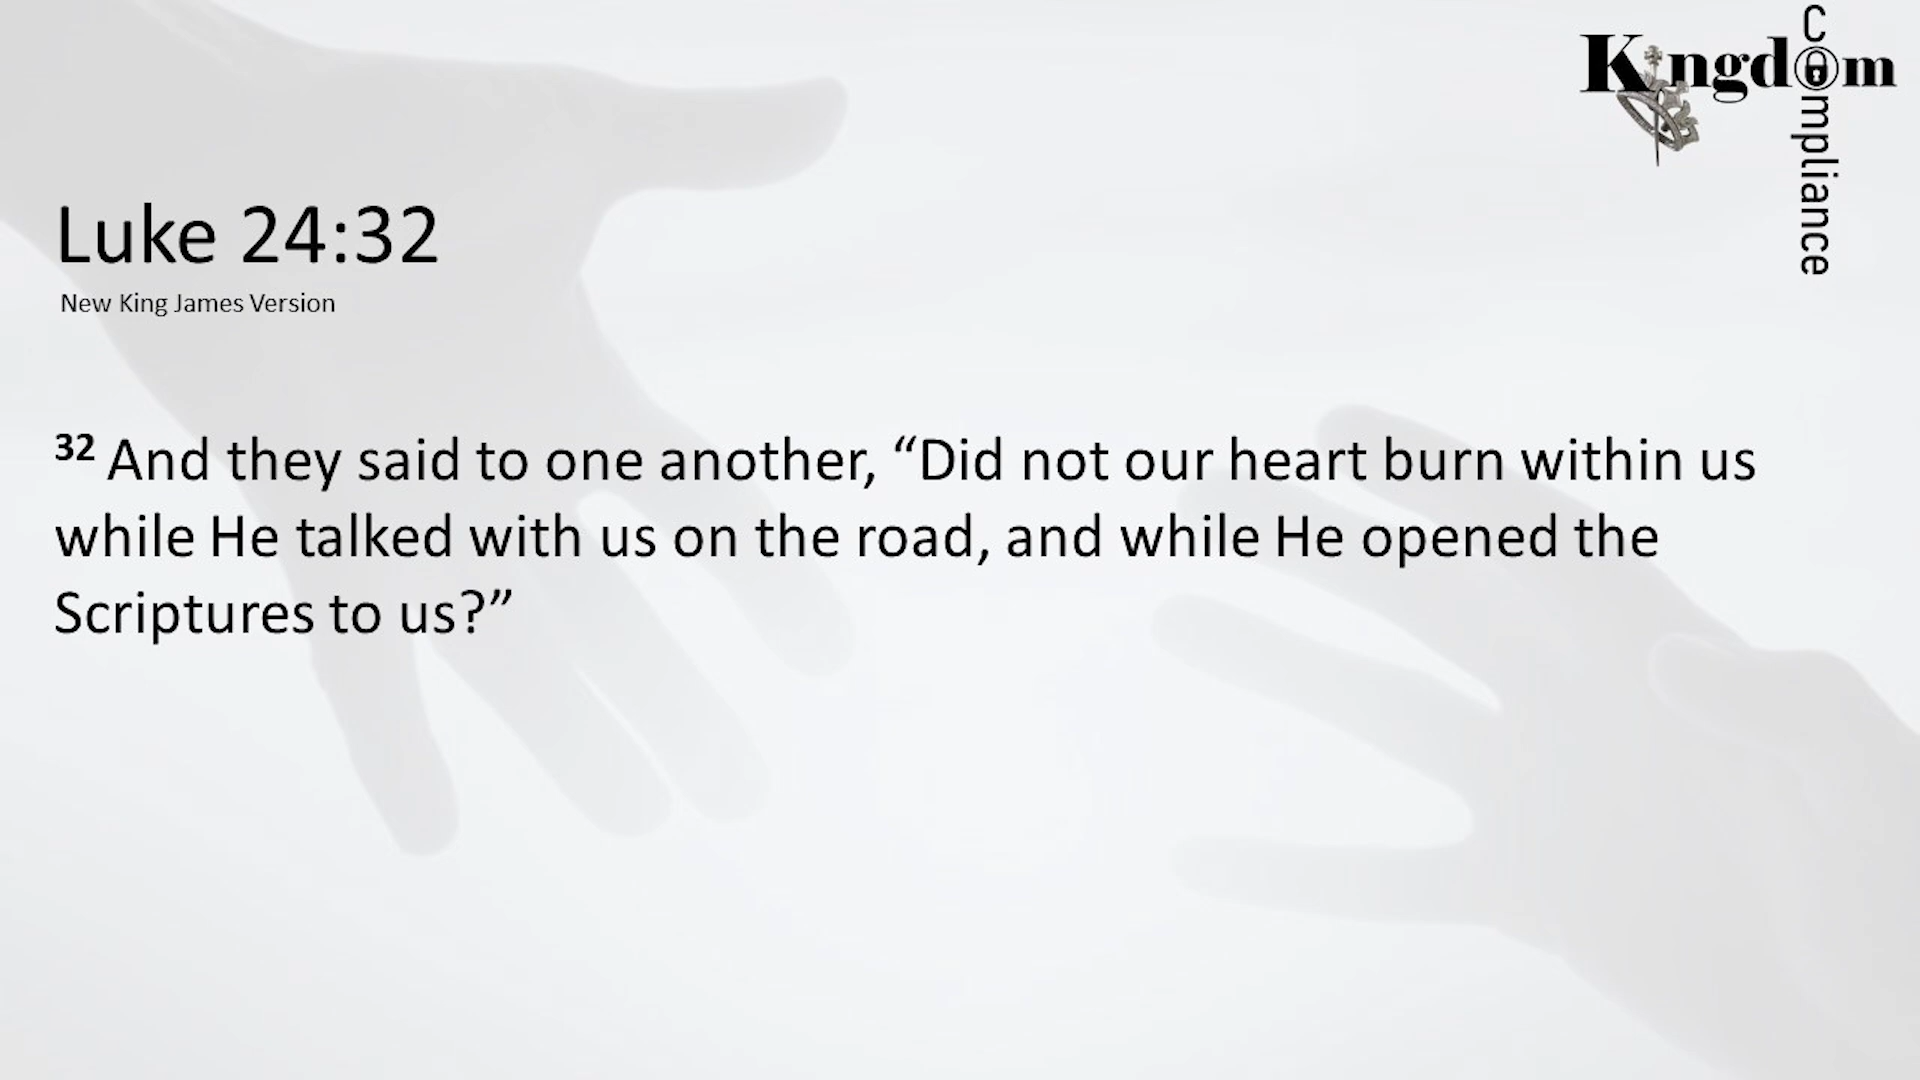 Kingdom
Compliance
Luke 24:32
New King James Version
32 And they said to one another, “Did not our heart burn within us
while He talked with us on the road, and while He opened the
Scriptures to us?”